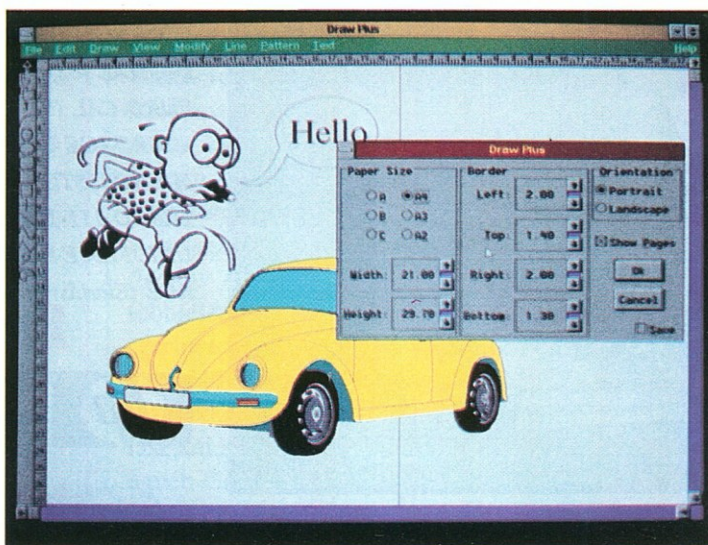 Draw Plus
File Edit Draw View Modify Line Pattern Text Help
Hello
Draw Plus
Paper Size Border Orientation
A A4 Left: 2.00 Portrait
B A3 Landscape
C A2 Top: 1.40
Show Pages
Width: 21.00 Right: 2.00 Ok
Cancel
Height: 29.70 Bottom: 1.30
Save